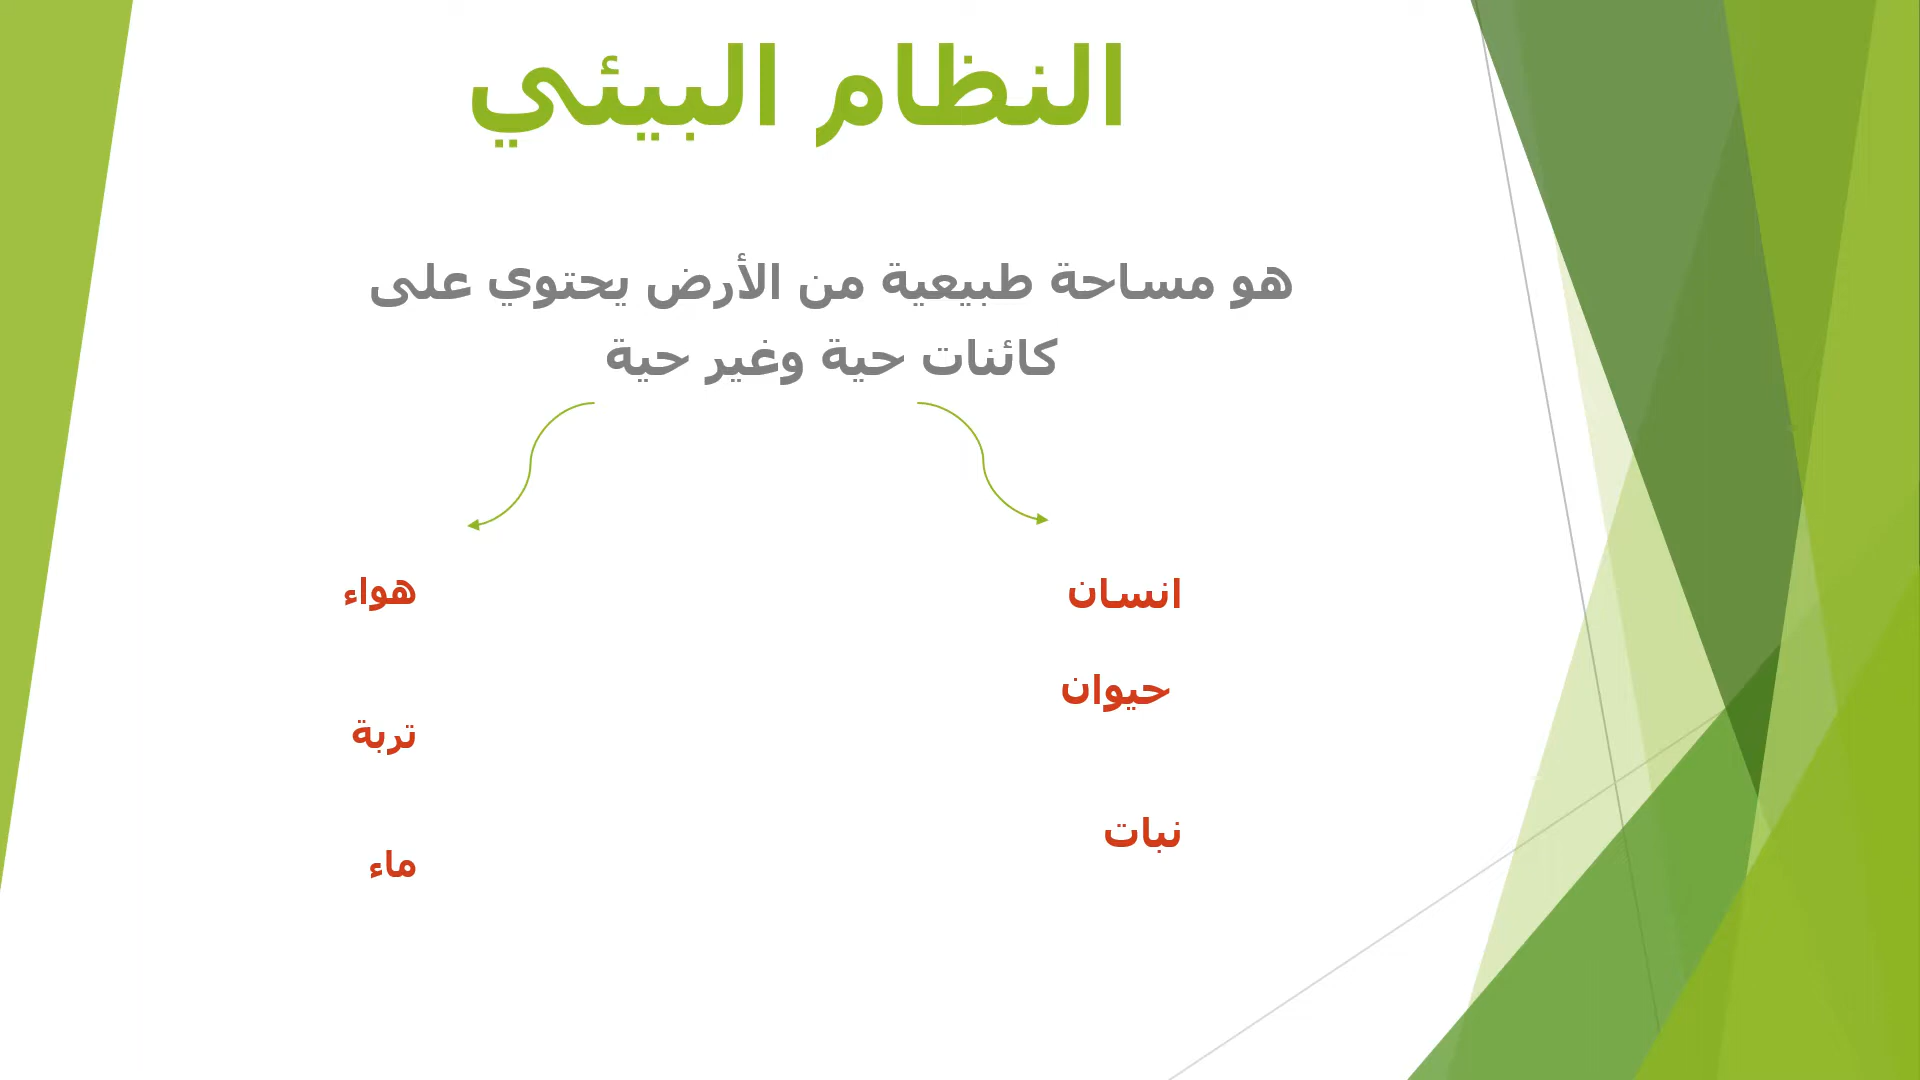 النظام البيئي
هو مساحة طبيعية من الأرض يحتوي على
كائنات حية وغير حية
انسان
حيوان
نبات
هواء
تربة
ماء